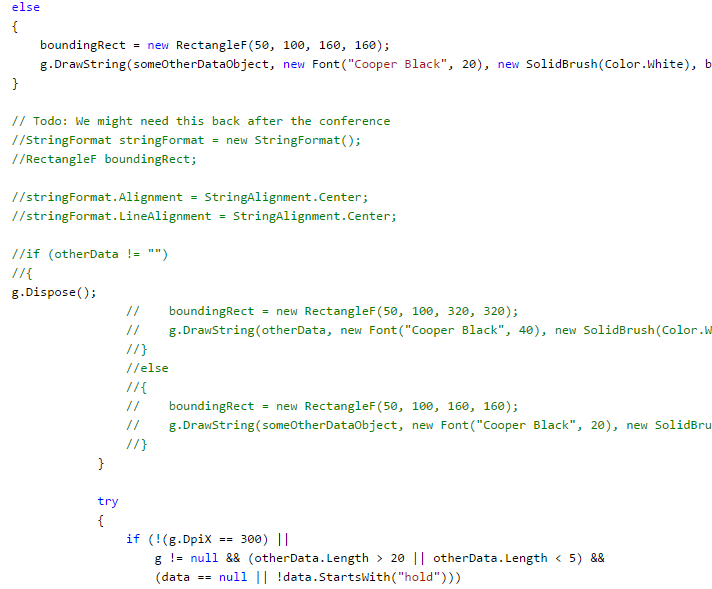 else
{
    boundingRect = new RectangleF(50, 100, 160, 160);
    g.DrawString(someOtherDataObject, new Font("Cooper Black", 20), new SolidBrush(Color.White), b
}

// Todo: We might need this back after the conference
//StringFormat stringFormat = new StringFormat();
//RectangleF boundingRect;

//stringFormat.Alignment = StringAlignment.Center;
//stringFormat.LineAlignment = StringAlignment.Center;

//if (otherData != "")
//{
g.Dispose();
                //    boundingRect = new RectangleF(50, 100, 320, 320);
                //    g.DrawString(otherData, new Font("Cooper Black", 40), new SolidBrush(Color.W
                //}
                //else
                //{
                //    boundingRect = new RectangleF(50, 100, 160, 160);
                //    g.DrawString(someOtherDataObject, new Font("Cooper Black", 20), new SolidBru
                //}
            }

            try
            {
                if (!(g.DpiX == 300) ||
                    g != null && (otherData.Length > 20 || otherData.Length < 5) &&
                    (data == null || !data.StartsWith("hold")))